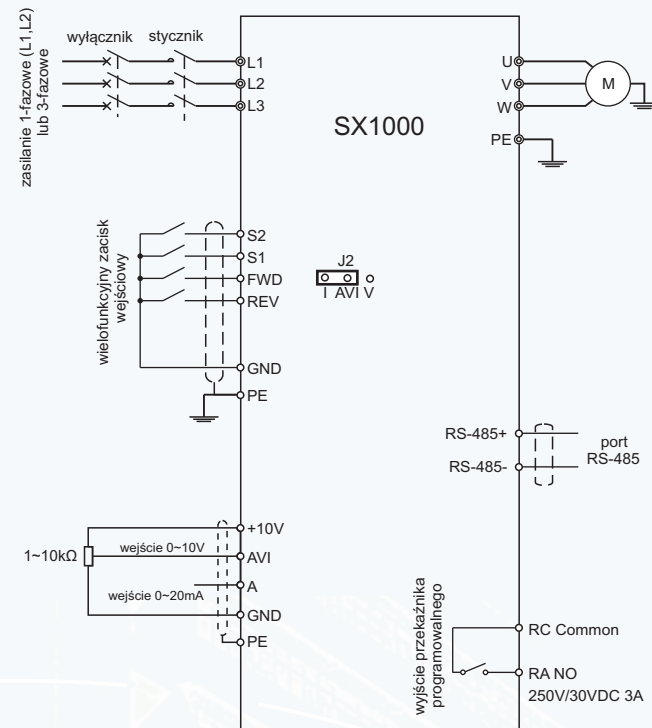 zasilanie 1-fazowe (L1,L2)
lub 3-fazowe
wyłącznik
stycznik
L1
L2
L3
U
V
W
M
PE
SX1000
wielofunkcyjny zacisk
wejściowy
S2
S1
FWD
REV
GND
PE
J2
I AVI V
RS-485+
RS-485-
port
RS-485
1~10kΩ
wejście 0~10V
wejście 0~20mA
+10V
AVI
A
GND
PE
wyjście przekaźnika
programowalnego
RC Common
RA NO
250V/30VDC 3A